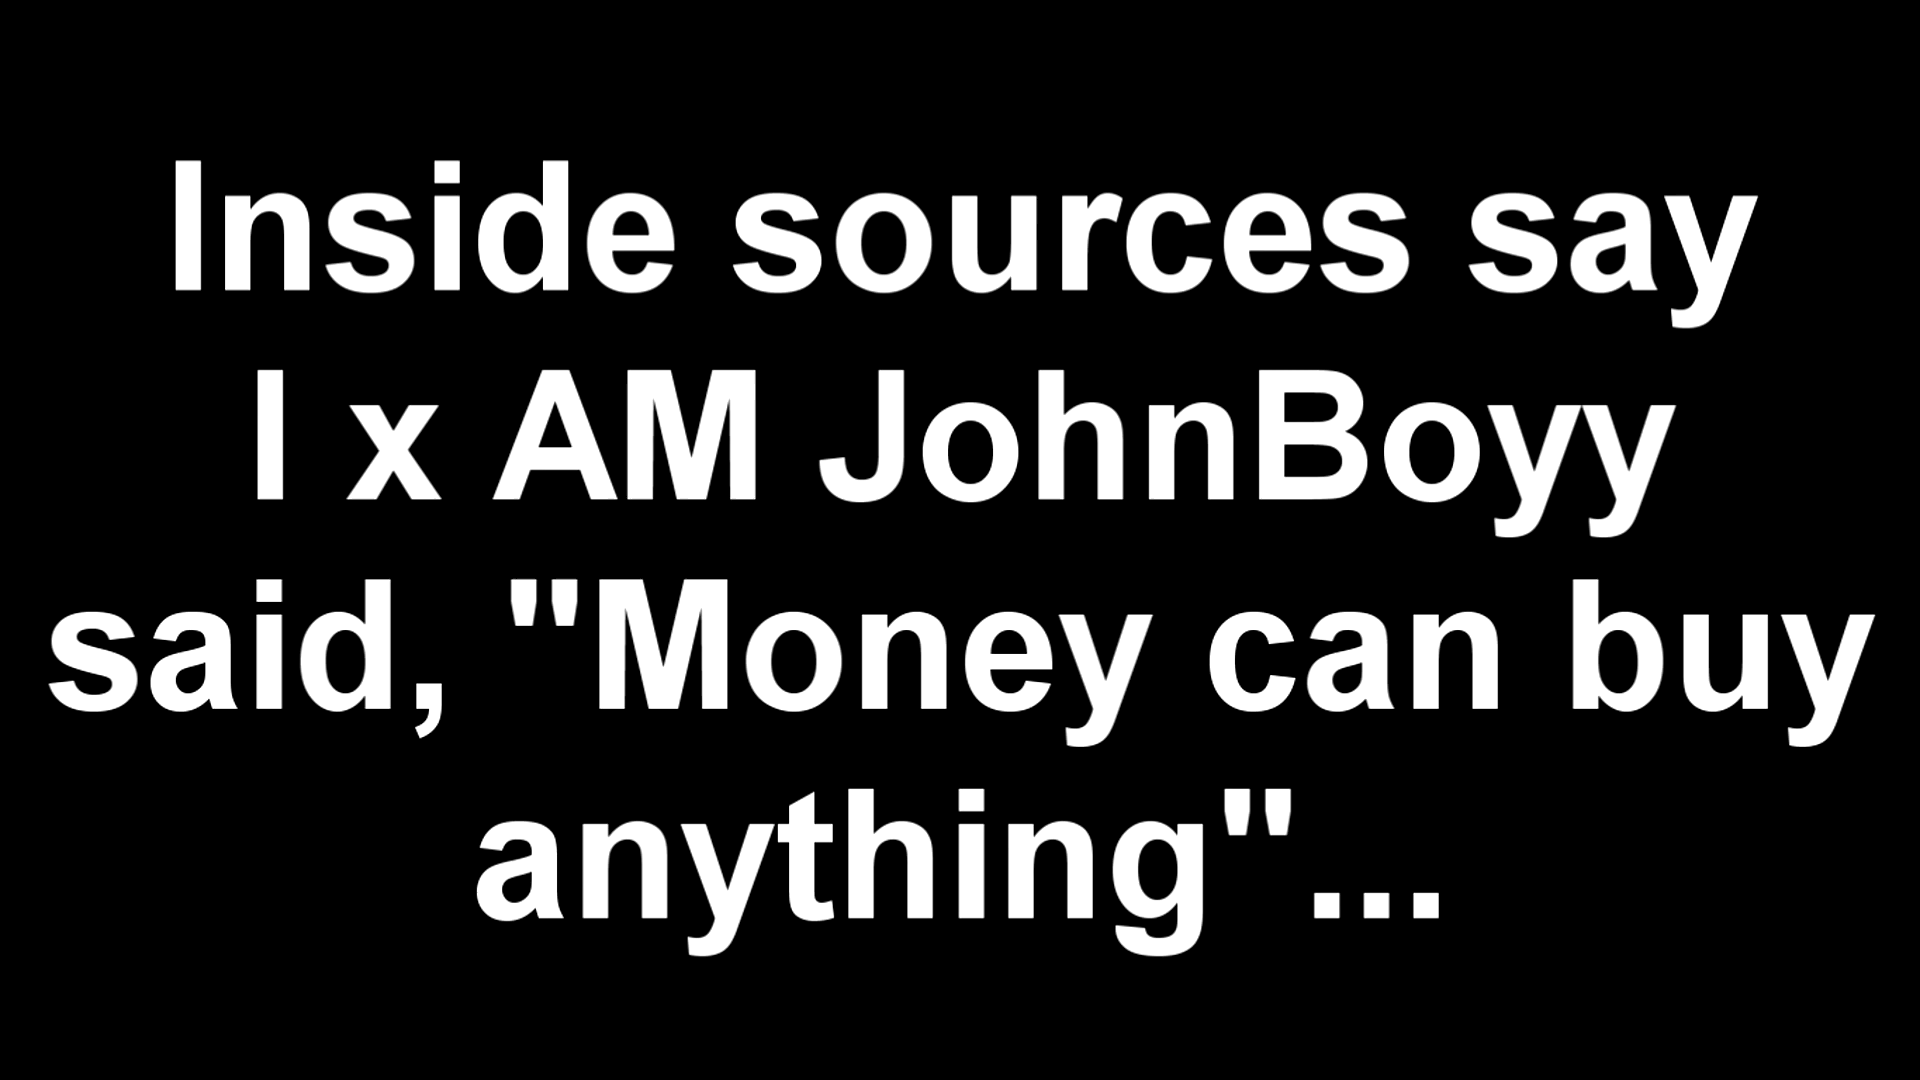 Inside sources say
I x AM JohnBoyy
said, "Money can buy
anything"...